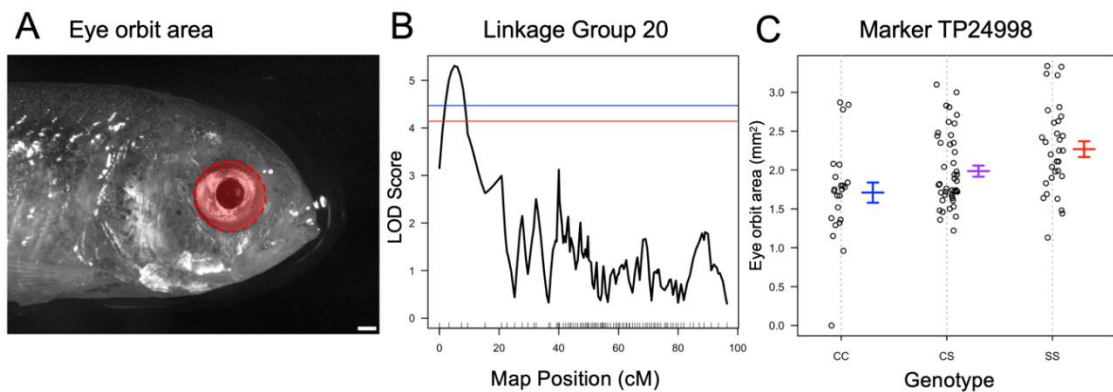 A Eye orbit area
B Linkage Group 20
C Marker TP24998
LOD Score
5
4
3
2
1
0
0 20 40 60 80 100
Map Position (cM)
Eye orbit area (mm²)
3.0
2.5
2.0
1.5
1.0
0.5
0.0
CC CS SS
Genotype